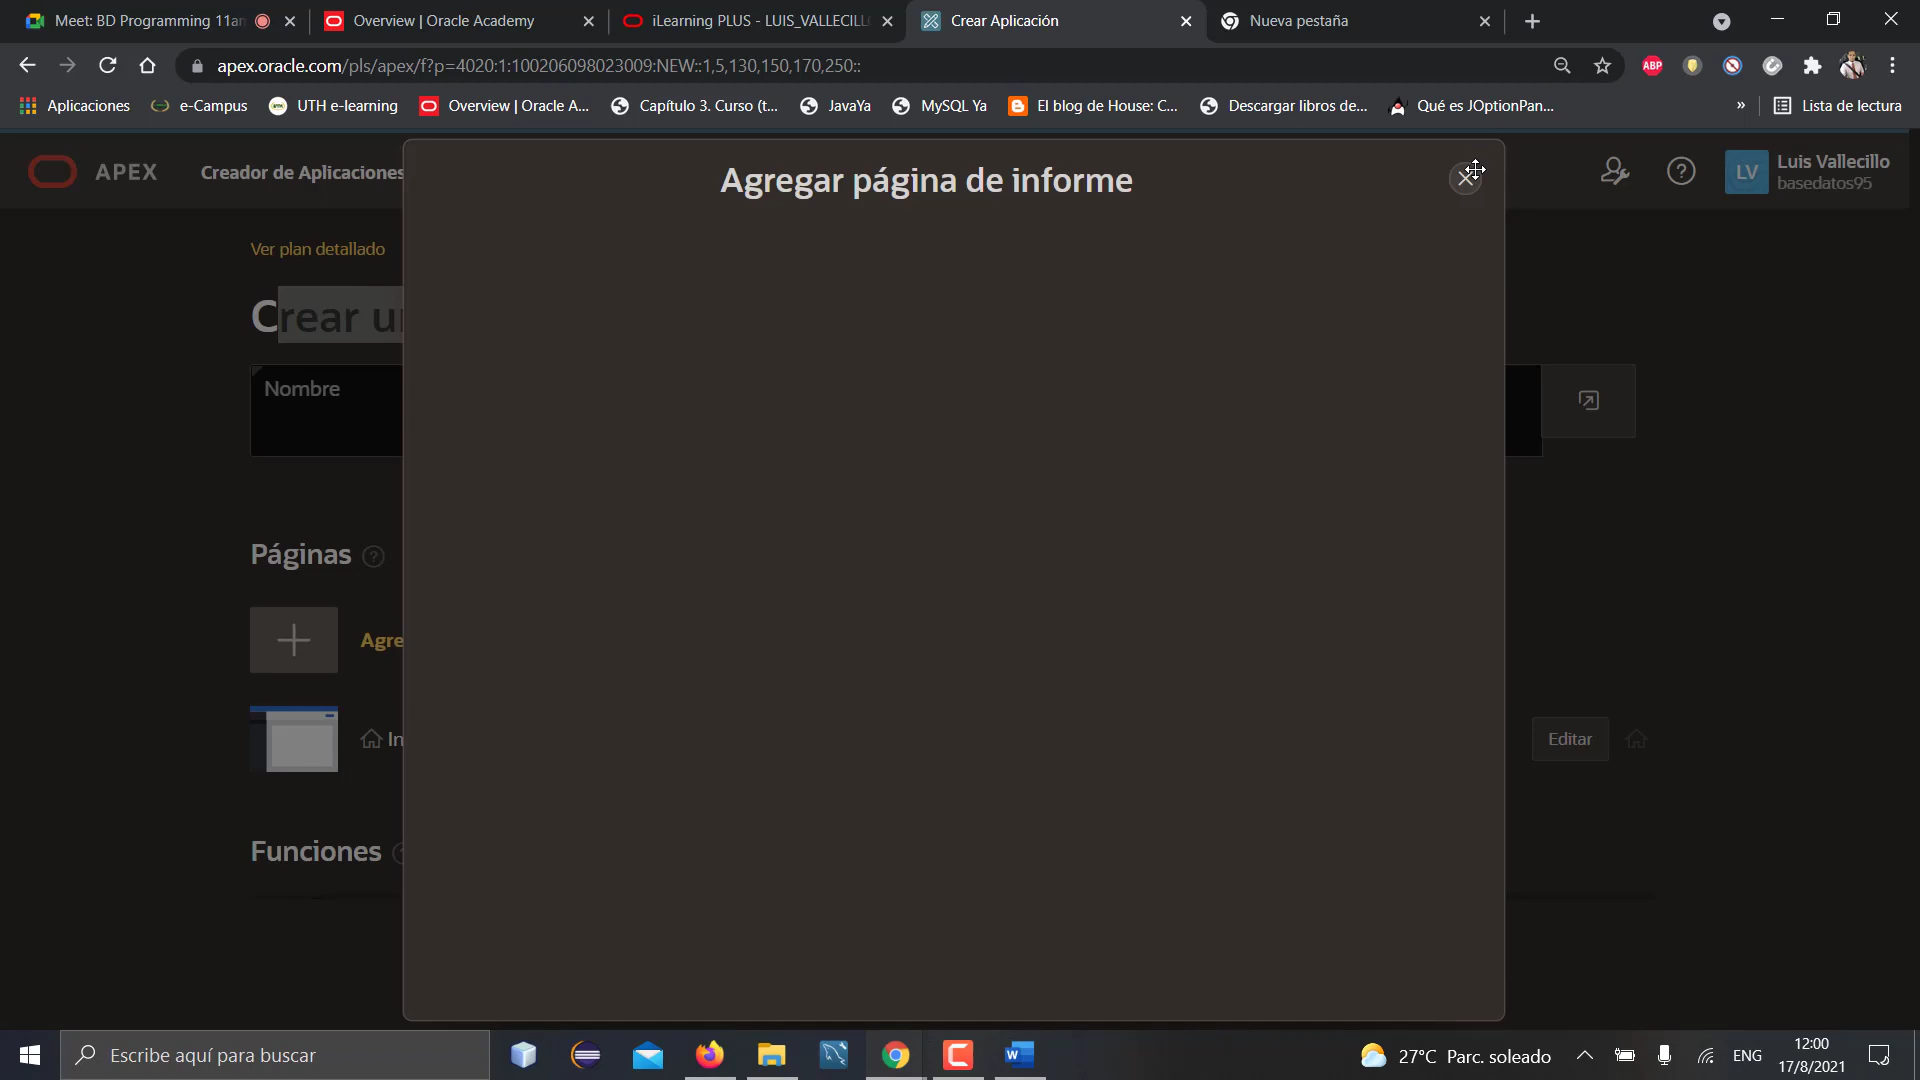 Meet: BD Programming 11am
Overview | Oracle Academy
iLearning PLUS - LUIS_VALLECILLO
Crear Aplicación
Nueva pestaña
apex.oracle.com/pls/apex/f?p=4020:1:100206098023009:NEW::1,5,130,150,170,250::
ABP
Aplicaciones
e-Campus
UTH e-learning
Overview | Oracle A...
Capítulo 3. Curso (t...
JavaYa
MySQL Ya
El blog de House: C...
Descargar libros de...
Qué es JOptionPan...
»
Lista de lectura
APEX
Creador de Aplicaciones
Agregar página de informe
LV
Luis Vallecillo
basedatos95
Ver plan detallado
Crear un
Nombre
Páginas
Agre
In
Editar
Funciones
Escribe aquí para buscar
27°C Parc. soleado
ENG
12:00
17/8/2021